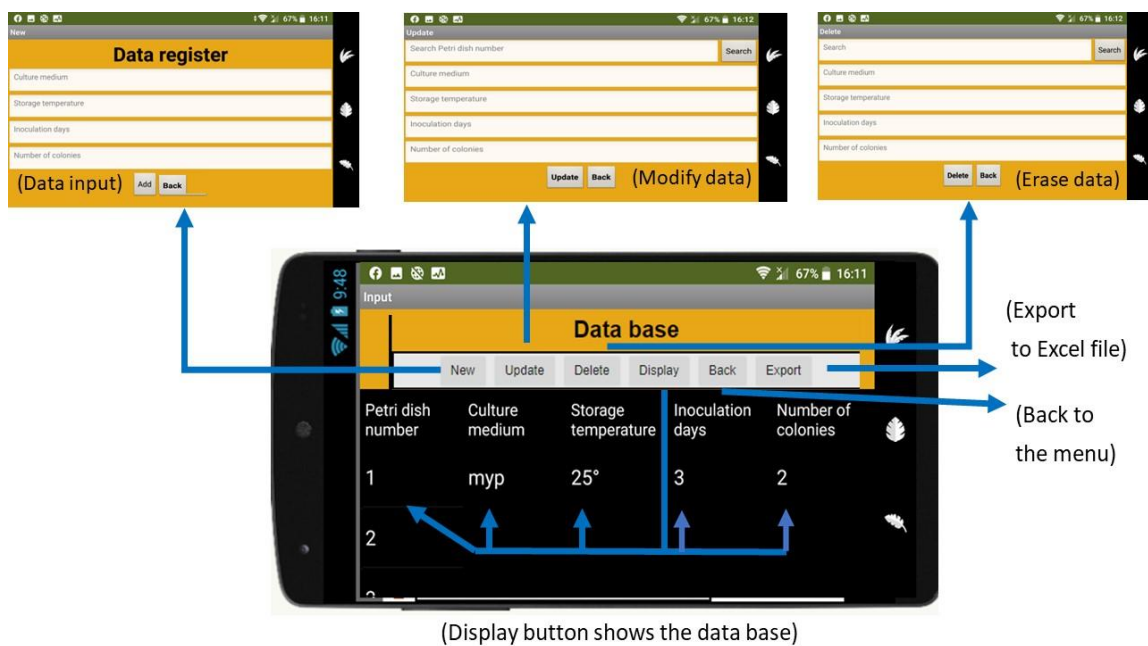 67% 16:11
New
Data register
Culture medium
Storage temperature
Inoculation days
Number of colonies
(Data input) Add Back
67% 16:12
Update
Search Petri dish number Search
Culture medium
Storage temperature
Inoculation days
Number of colonies
Update Back (Modify data)
67% 16:12
Delete
Search Search
Culture medium
Storage temperature
Inoculation days
Number of colonies
Delete Back (Erase data)
9:48
67% 16:11
Input
Data base
New Update Delete Display Back Export
Petri dish number Culture medium Storage temperature Inoculation days Number of colonies
1 myp 25° 3 2
2
(Export
to Excel file)
(Back to
the menu)
(Display button shows the data base)